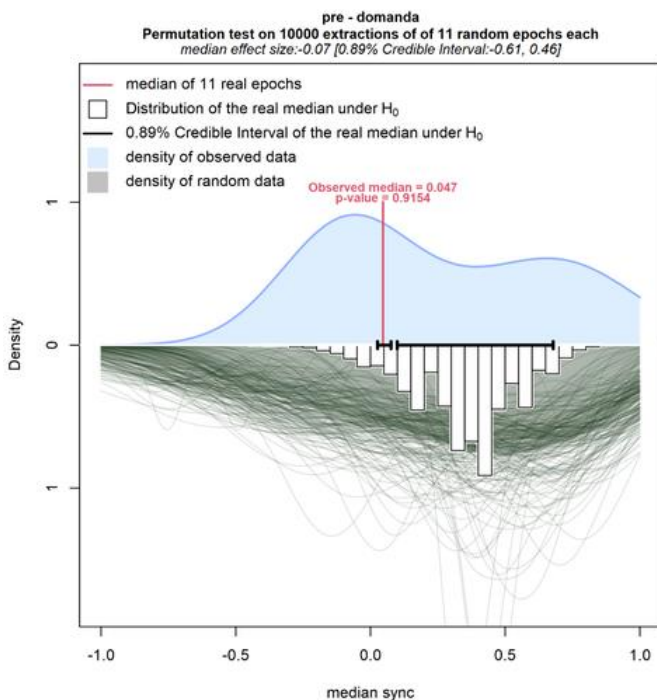 pre - domanda
Permutation test on 10000 extractions of of 11 random epochs each
median effect size:-0.07 [0.89% Credible Interval:-0.61, 0.46]
median of 11 real epochs
Distribution of the real median under H₀
0.89% Credible Interval of the real median under H₀
density of observed data
density of random data
Observed median = 0.047
p-value = 0.9154
1
0
1
Density
-1.0 -0.5 0.0 0.5 1.0
median sync